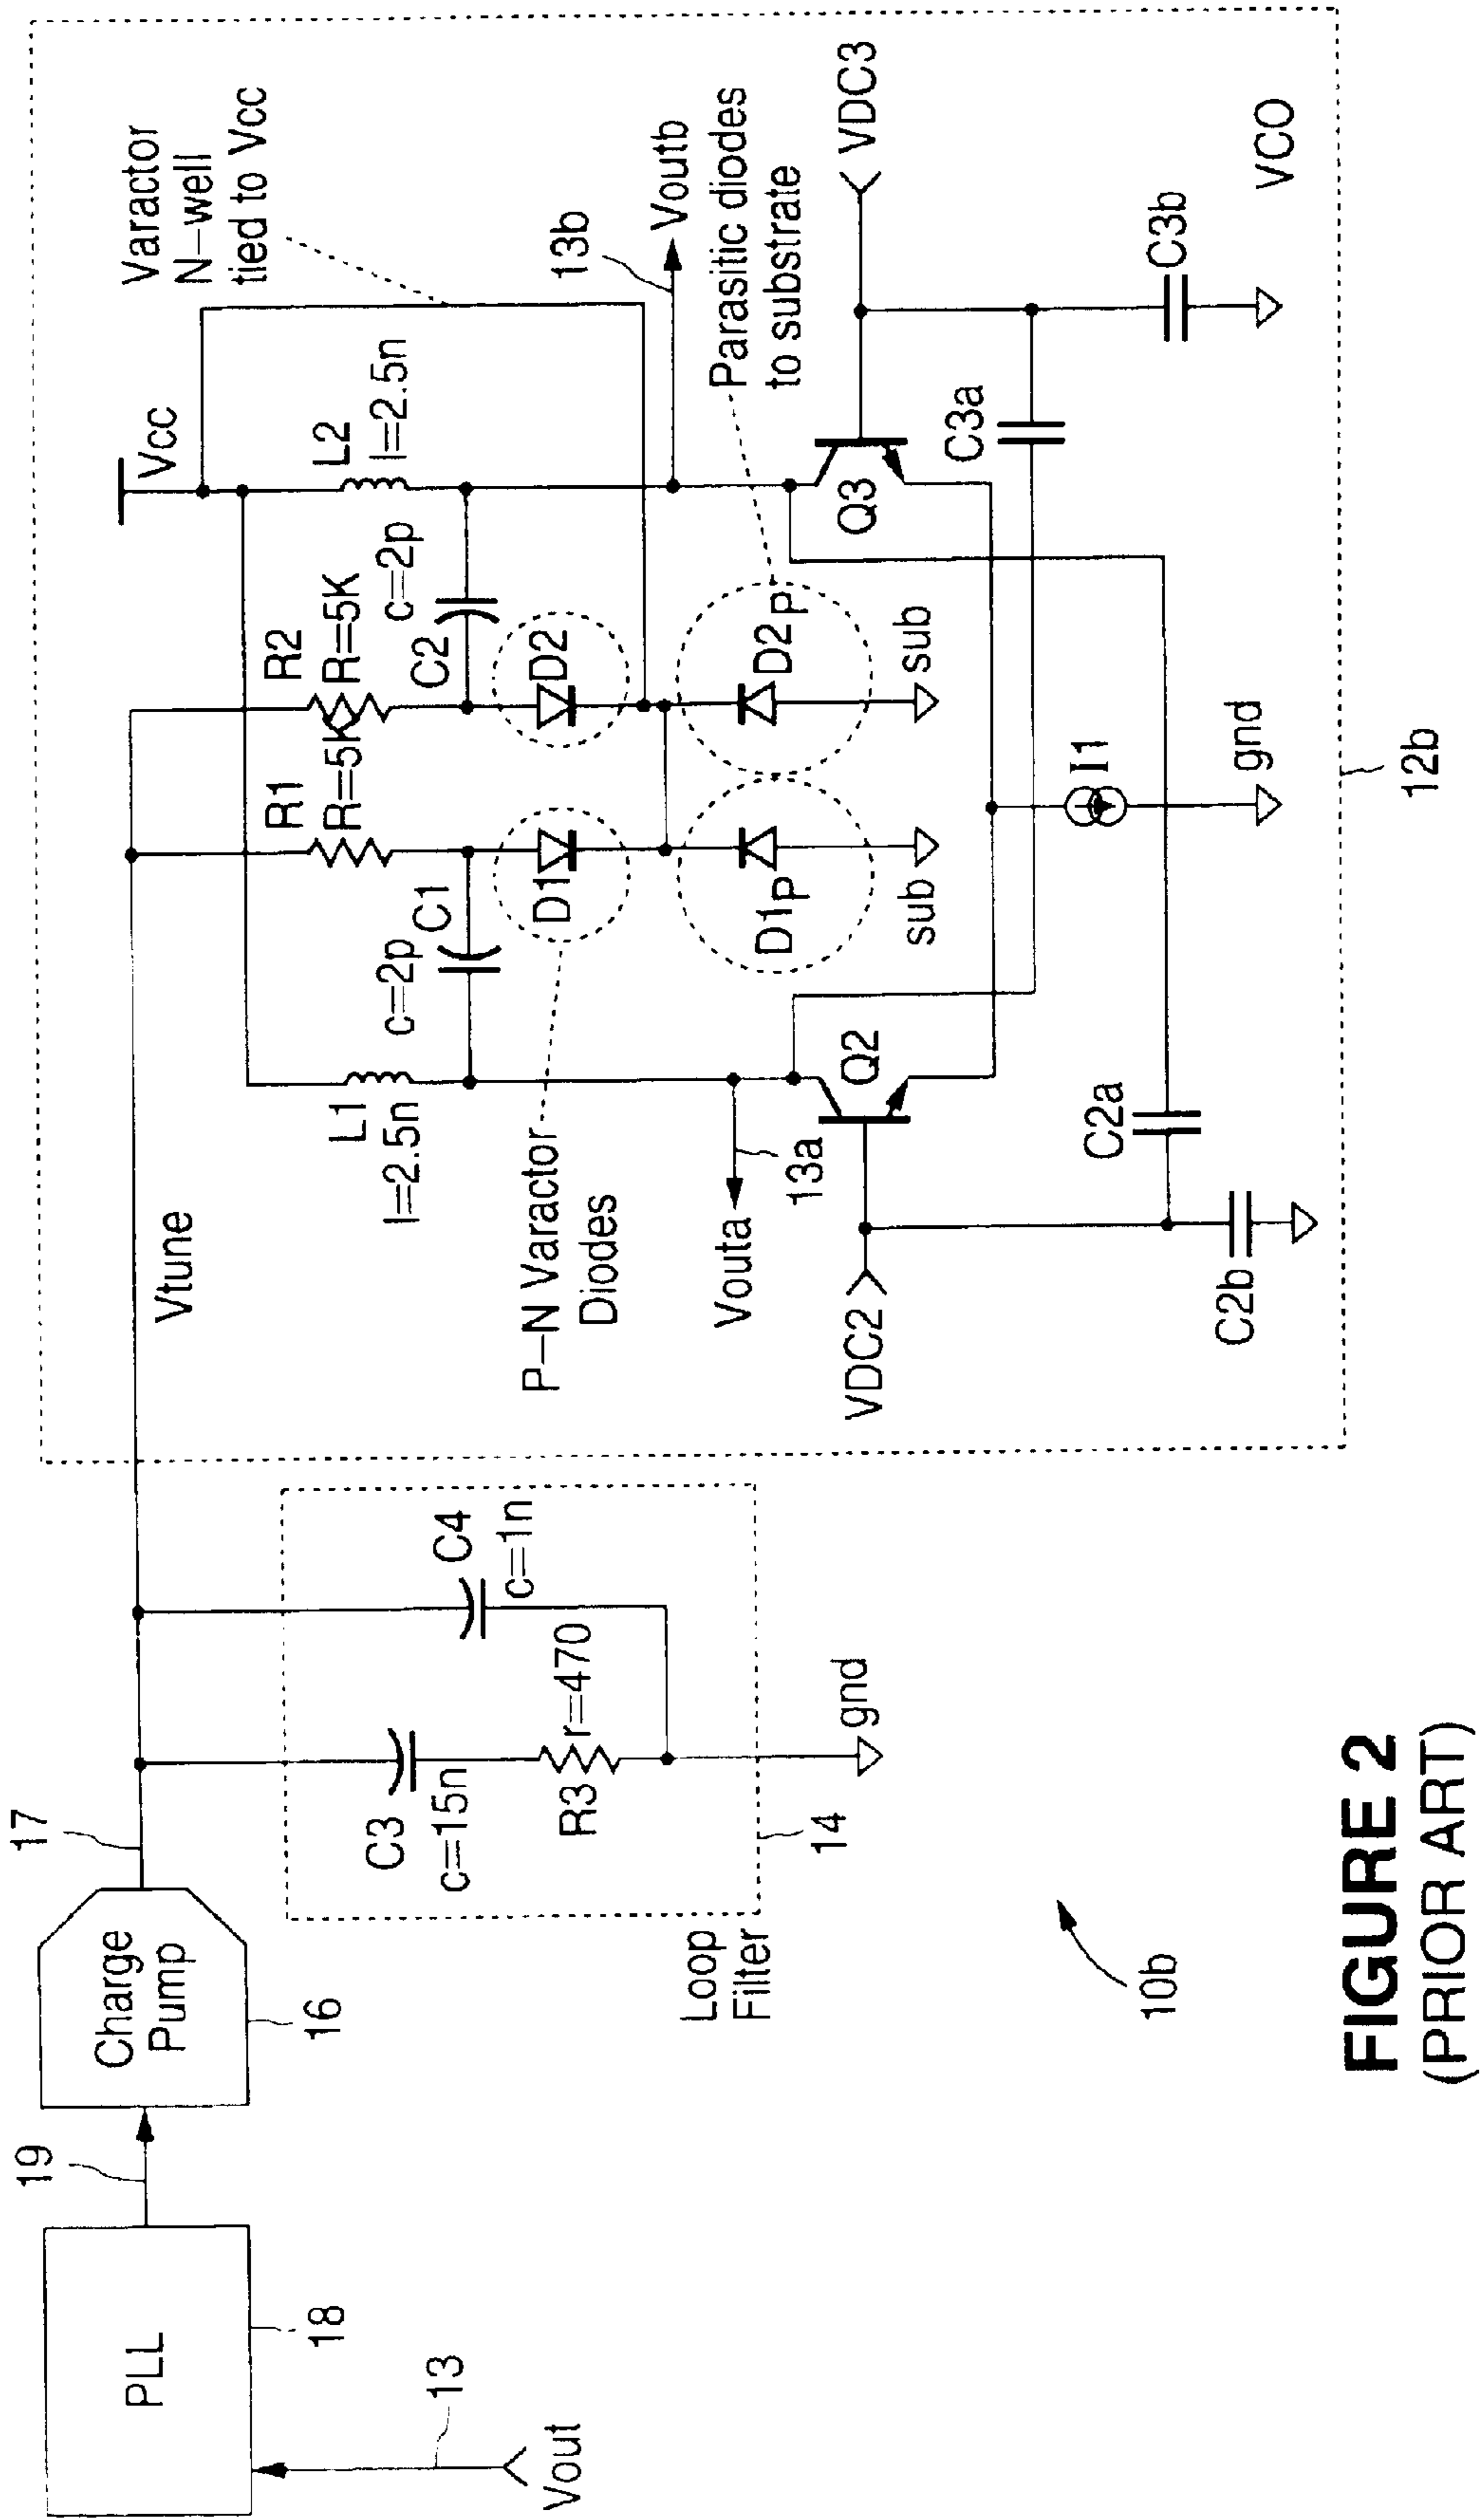 PLL
18
13
Vout
19
Charge
Pump
16
17
C3
c=15n
R3
r=470
C4
c=1n
gnd
14
Loop
Filter
10b
Vtune
Vcc
L1
l=2.5n
c=2p
C1
R1
R=5K
R2
R=5K
C2
c=2p
L2
l=2.5n
Varactor
N-well
tied to Vcc
P-N Varactor
Diodes
D1
D2
D1p
D2p
sub
sub
Parasitic diodes
to substrate
Vouta
13a
Voutb
13b
VDC2
Q2
Q3
VDC3
C2a
C2b
C3a
C3b
I1
gnd
VCO
12b
FIGURE 2
(PRIOR ART)